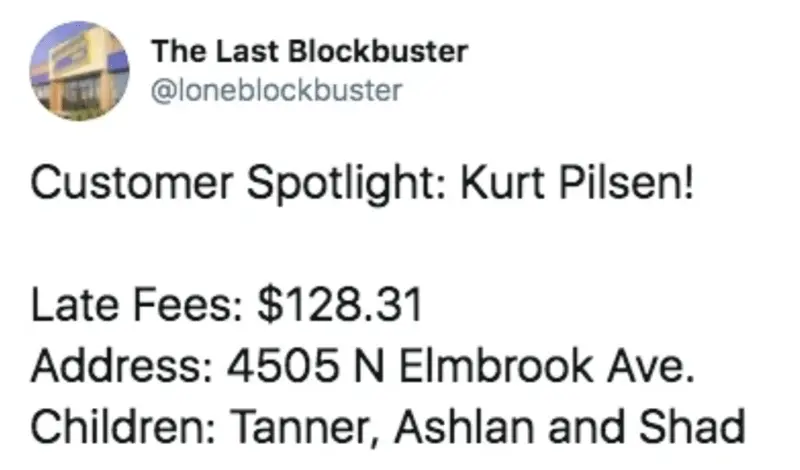 The Last Blockbuster
@loneblockbuster
Customer Spotlight: Kurt Pilsen!
Late Fees: $128.31
Address: 4505 N Elmbrook Ave.
Children: Tanner, Ashlan and Shad